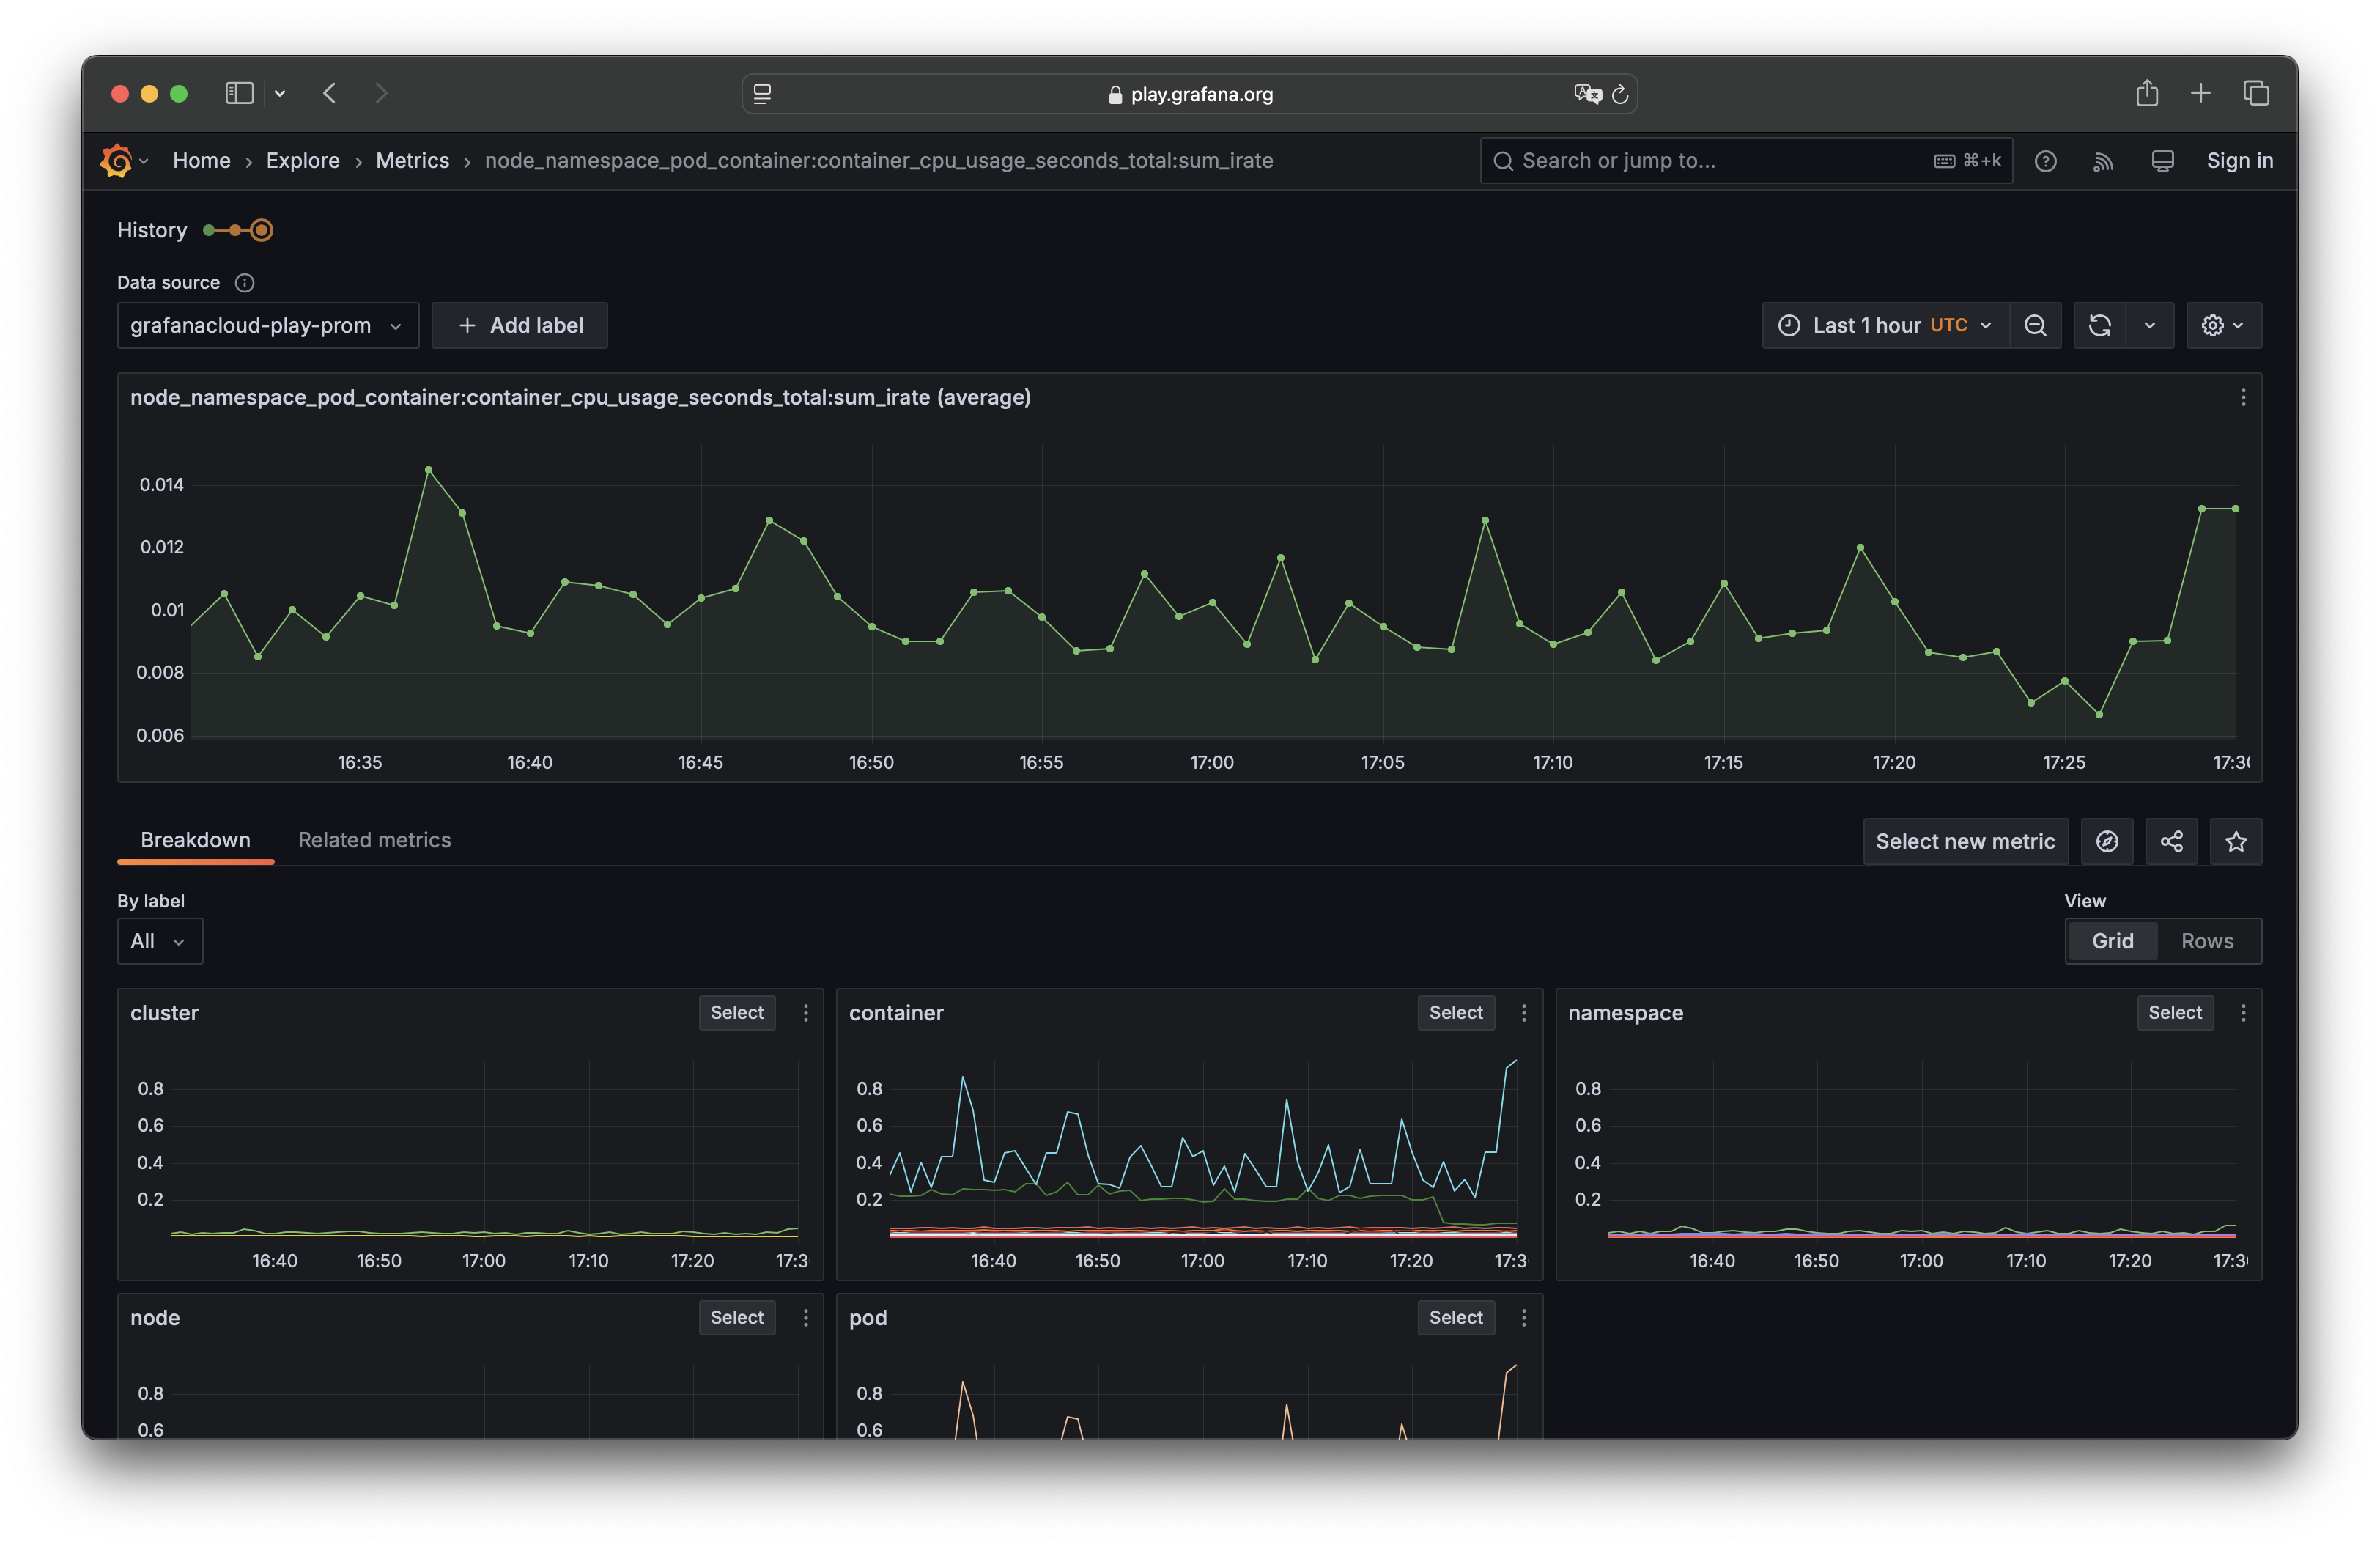 play.grafana.org
Home › Explore › Metrics › node_namespace_pod_container:container_cpu_usage_seconds_total:sum_irate
Search or jump to... ⌘+k
Sign in
History
Data source
grafanacloud-play-prom
+ Add label
Last 1 hour UTC
node_namespace_pod_container:container_cpu_usage_seconds_total:sum_irate (average)
0.014
0.012
0.01
0.008
0.006
16:35 16:40 16:45 16:50 16:55 17:00 17:05 17:10 17:15 17:20 17:25 17:30
Breakdown Related metrics
Select new metric
By label
All
View
Grid Rows
cluster Select
0.8
0.6
0.4
0.2
16:40 16:50 17:00 17:10 17:20 17:3
container Select
0.8
0.6
0.4
0.2
16:40 16:50 17:00 17:10 17:20 17:3
namespace Select
0.8
0.6
0.4
0.2
16:40 16:50 17:00 17:10 17:20 17:3
node Select
0.8
0.6
pod Select
0.8
0.6